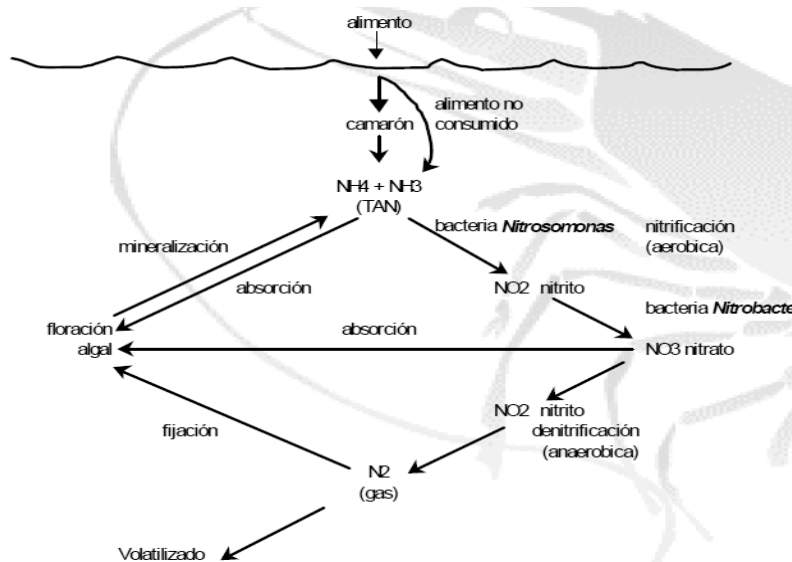 alimento
alimento no
consumido
camarón
NH4 + NH3
(TAN)
bacteria Nitrosomonas
nitrificación
(aerobica)
mineralización
absorción
NO2 nitrito
bacteria Nitrobacte
floración
algal
absorción
NO3 nitrato
NO2 nitrito
denitrificación
(anaerobica)
fijación
N2
(gas)
Volatilizado